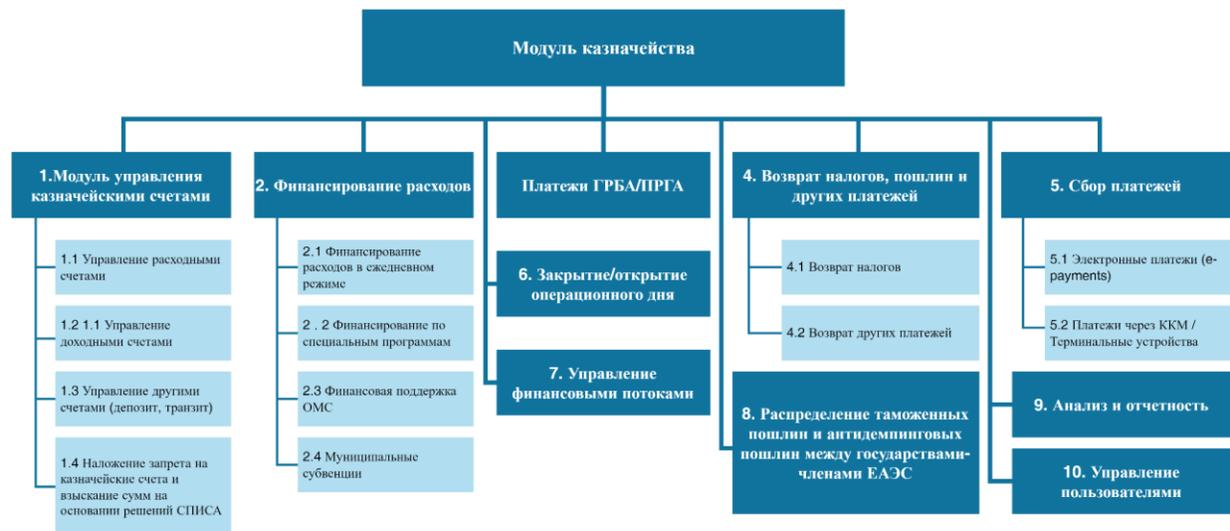 Модуль казначейства
1.Модуль управления
казначейскими счетами
1.1 Управление расходными
счетами
1.2 1.1 Управление
доходными счетами
1.3 Управление другими
счетами (депозит, транзит)
1.4 Наложение запрета на
казначейские счета и
взыскание сумм на
основании решений СПИСА
2. Финансирование расходов
2.1 Финансирование
расходов в ежедневном
режиме
2 . 2 Финансирование по
специальным программам
2.3 Финансовая поддержка
ОМС
2.4 Муниципальные
субвенции
Платежи ГРБА/ПРГА
6. Закрытие/открытие
операционного дня
7. Управление
финансовыми потоками
4. Возврат налогов, пошлин и
других платежей
4.1 Возврат налогов
4.2 Возврат других платежей
8. Распределение таможенных
пошлин и антидемпинговых
пошлин между государствами-
членами ЕАЭС
5. Сбор платежей
5.1 Электронные платежи (e-
payments)
5.2 Платежи через ККМ /
Терминальные устройства
9. Анализ и отчетность
10. Управление
пользователями